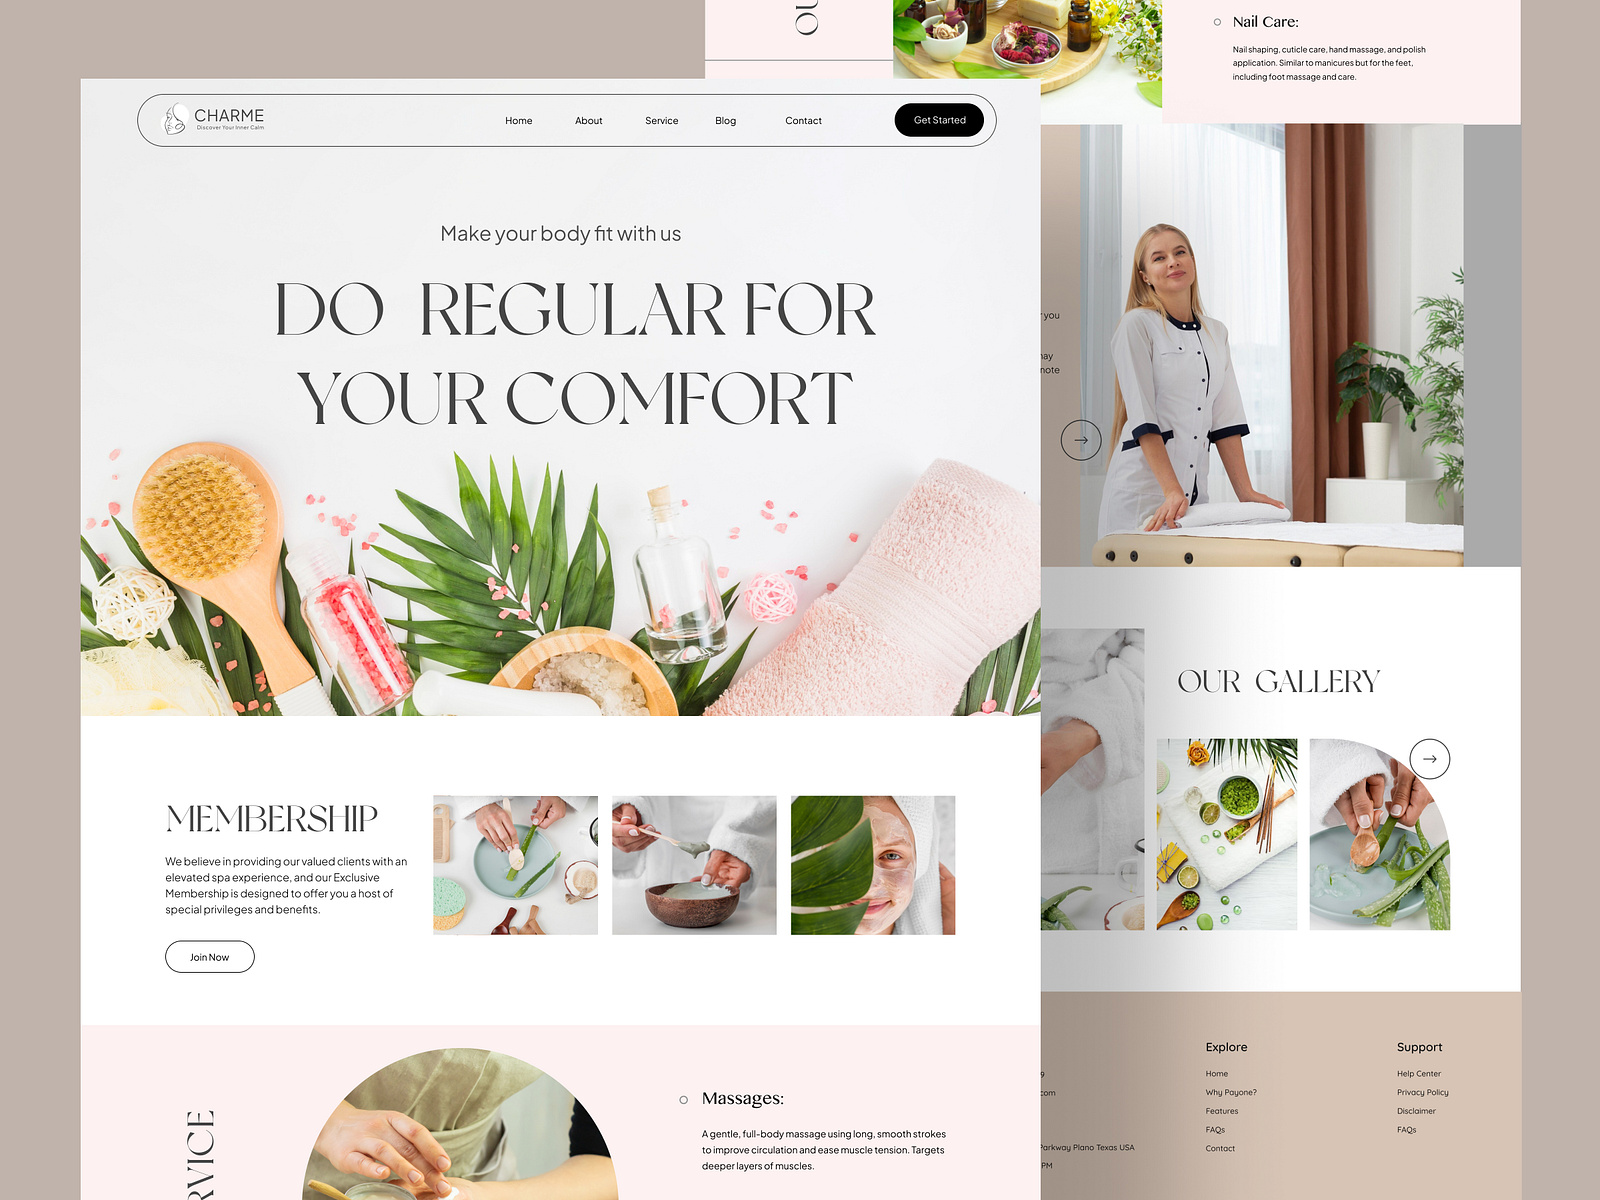 CHARME
Discover Your Inner Calm
Home
About
Service
Blog
Contact
Get Started
Make your body fit with us
DO REGULAR FOR
YOUR COMFORT
MEMBERSHIP
We believe in providing our valued clients with an
elevated spa experience, and our Exclusive
Membership is designed to offer you a host of
special privileges and benefits.
Join Now
RVICE
Massages:
A gentle, full-body massage using long, smooth strokes
to improve circulation and ease muscle tension. Targets
deeper layers of muscles.
OU
Nail Care:
Nail shaping, cuticle care, hand massage, and polish
application. Similar to manicures but for the feet,
including foot massage and care.
you
note
OUR GALLERY
9
com
Parkway Plano Texas USA
PM
Explore
Home
Why Payone?
Features
FAQs
Contact
Support
Help Center
Privacy Policy
Disclaimer
FAQs